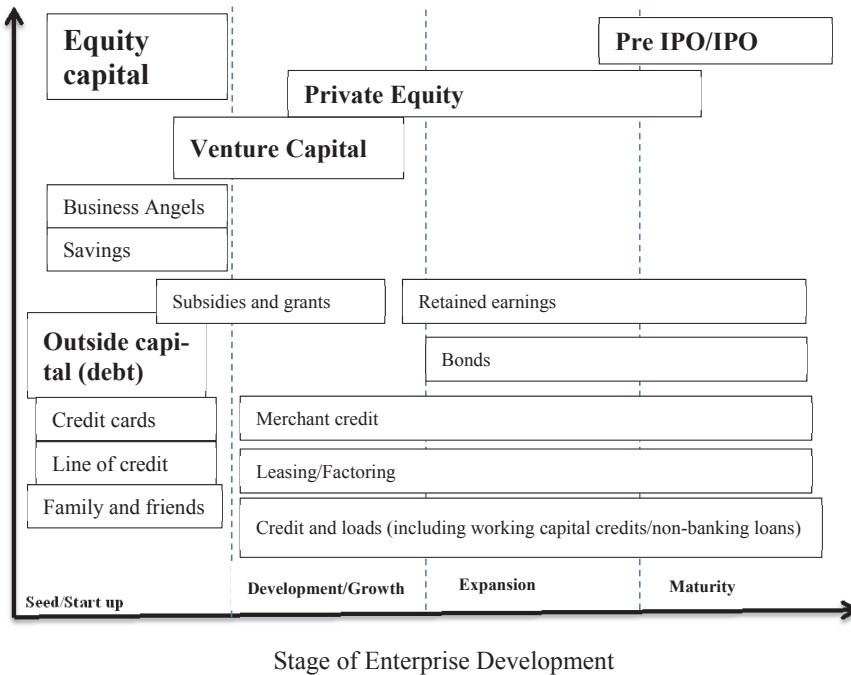 Equity
capital
Pre IPO/IPO
Private Equity
Venture Capital
Business Angels
Savings
Subsidies and grants
Retained earnings
Outside capi-
tal (debt)
Bonds
Credit cards
Merchant credit
Line of credit
Leasing/Factoring
Family and friends
Credit and loads (including working capital credits/non-banking loans)
Seed/Start up
Development/Growth
Expansion
Maturity
Stage of Enterprise Development